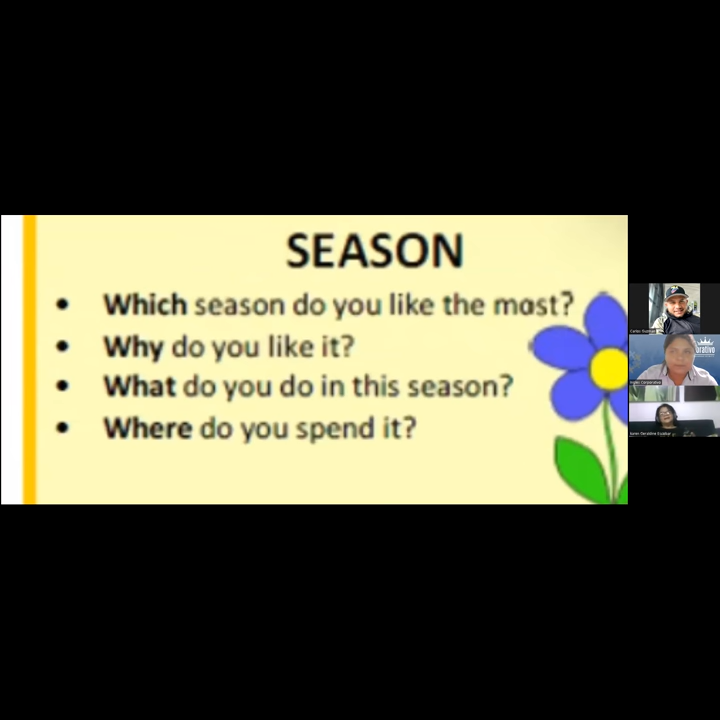 SEASON
• Which season do you like the most?
• Why do you like it?
• What do you do in this season?
• Where do you spend it?
orativo